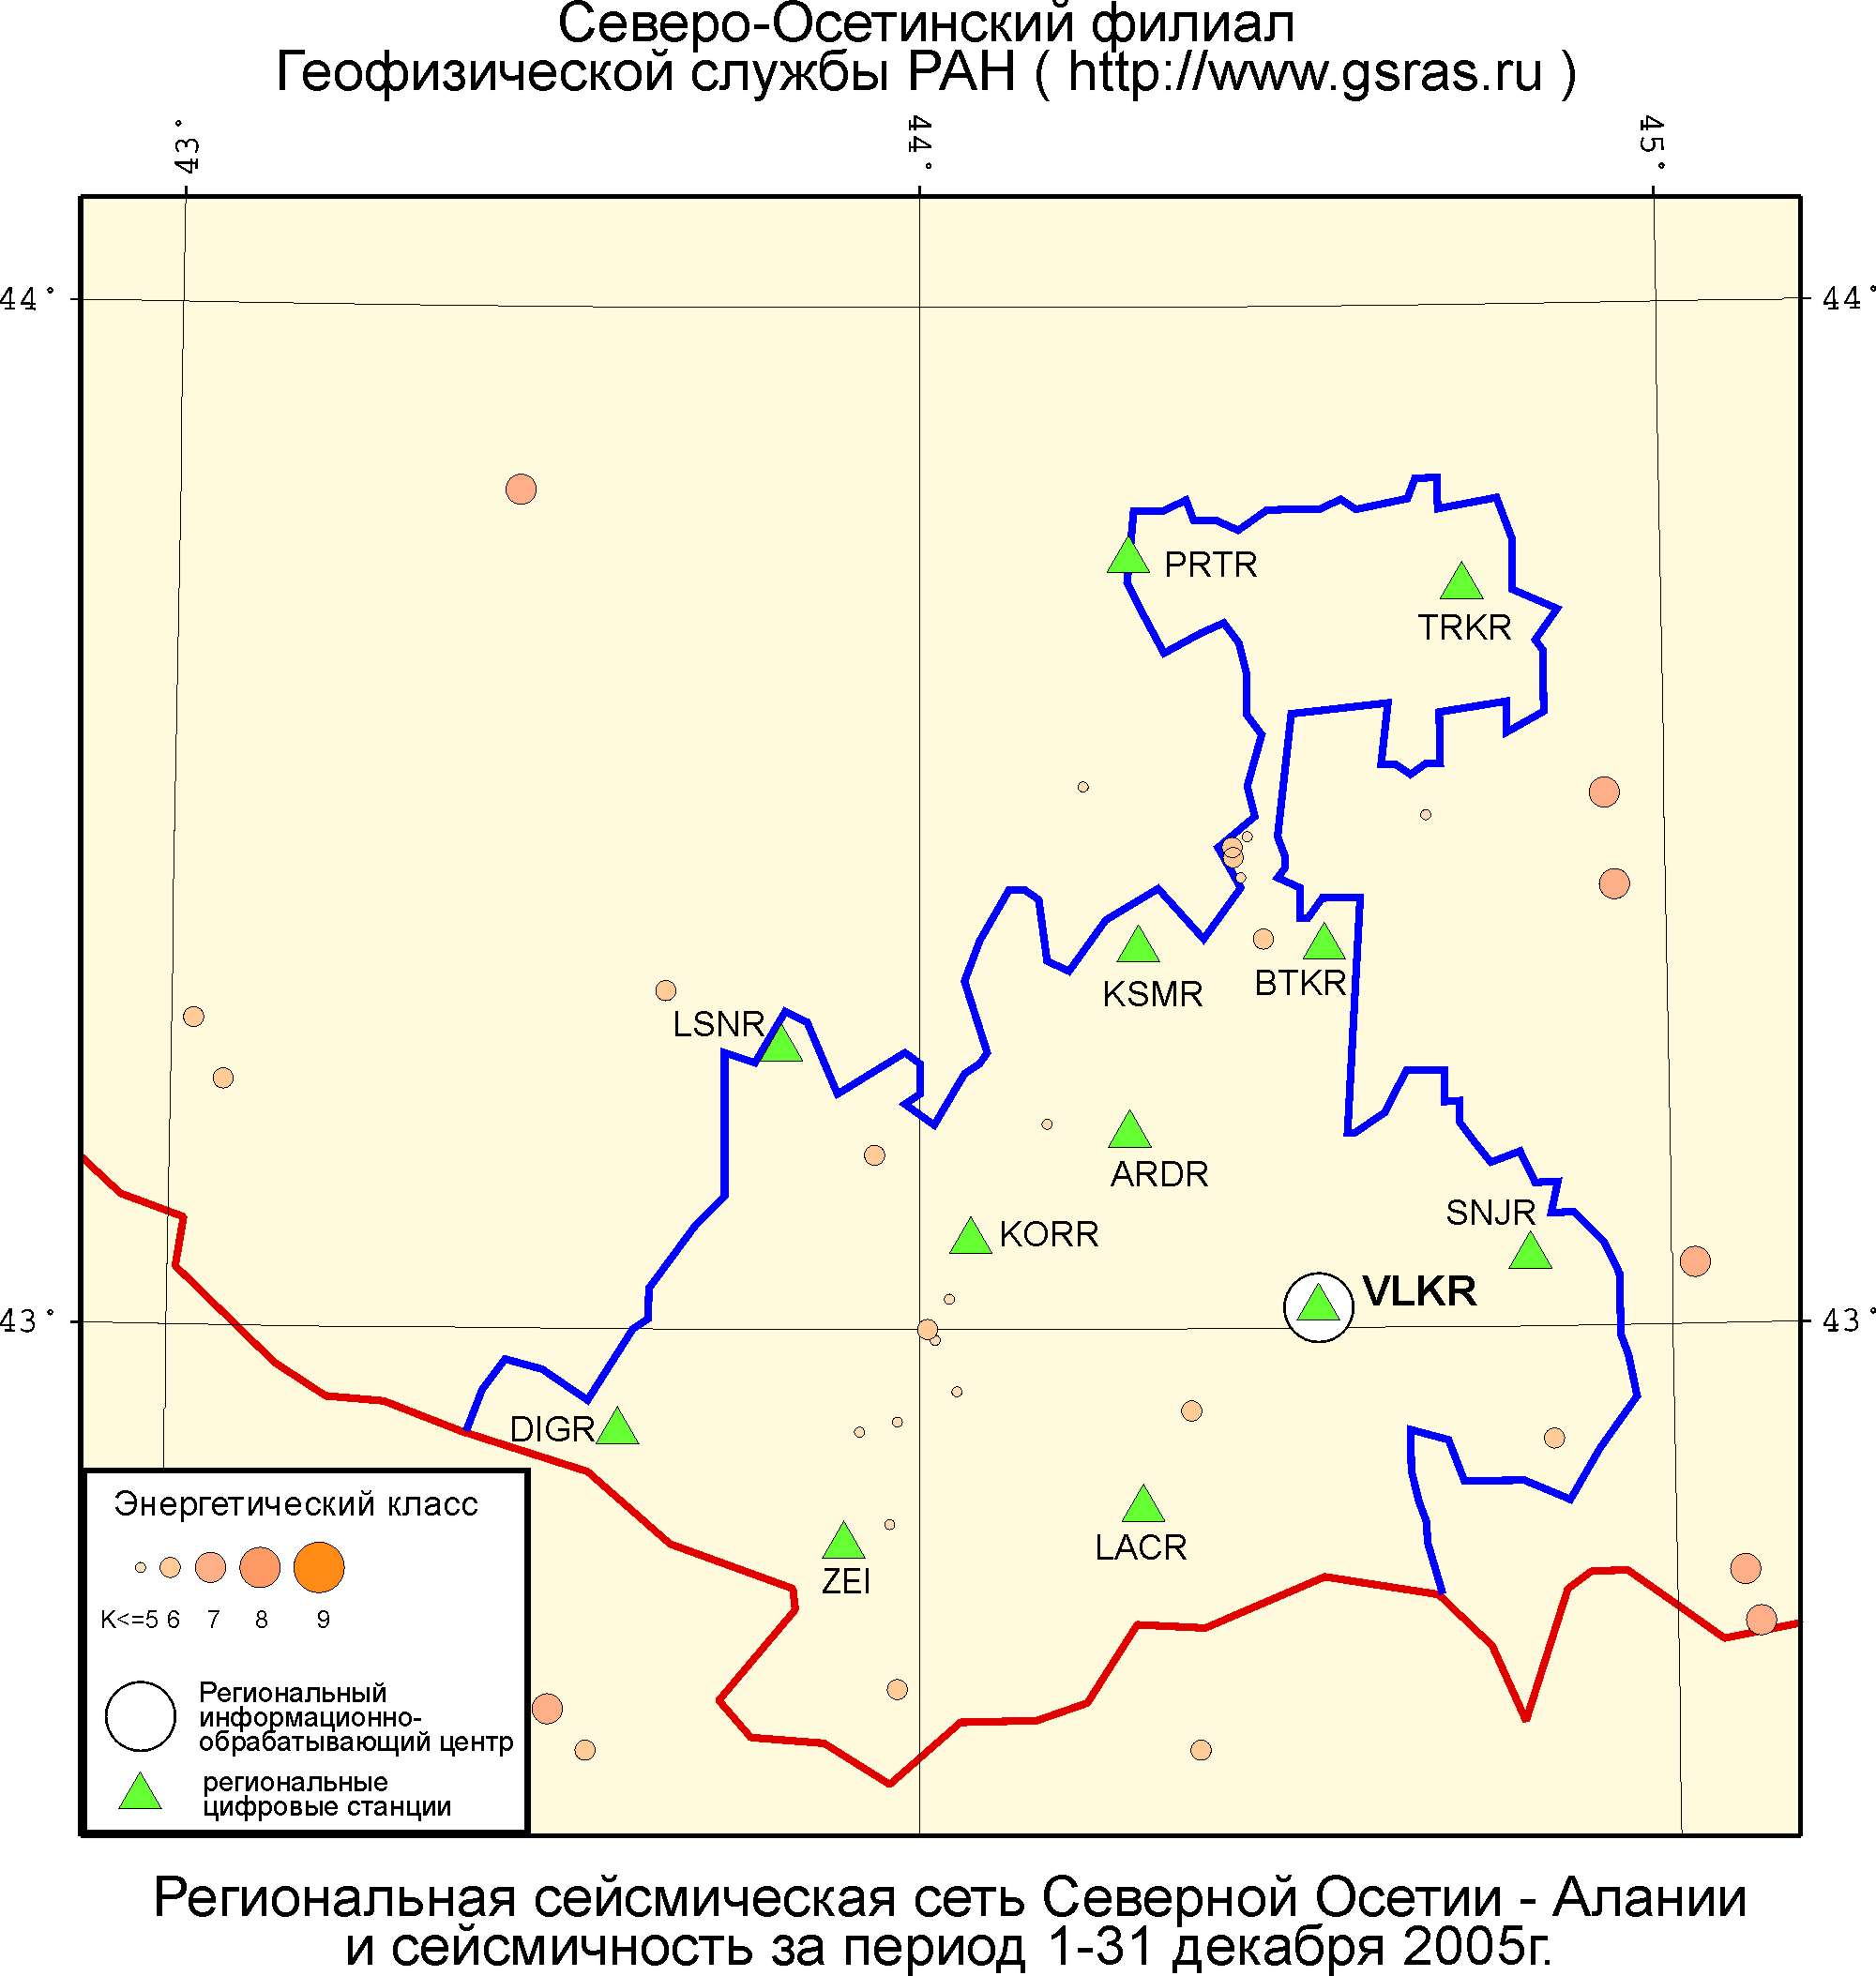 Северо-Осетинский филиал
Геофизической службы РАН ( http://www.gsras.ru )
43°
44°
45°
44°
44°
PRTR
TRKR
KSMR
BTKR
LSNR
ARDR
SNJR
KORR
VLKR
43°
43°
DIGR
LACR
ZEI
Энергетический класс
K<=5 6 7 8 9
Региональный
информационно-
обрабатывающий центр
региональные
цифровые станции
Региональная сейсмическая сеть Северной Осетии - Алании
и сейсмичность за период 1-31 декабря 2005г.